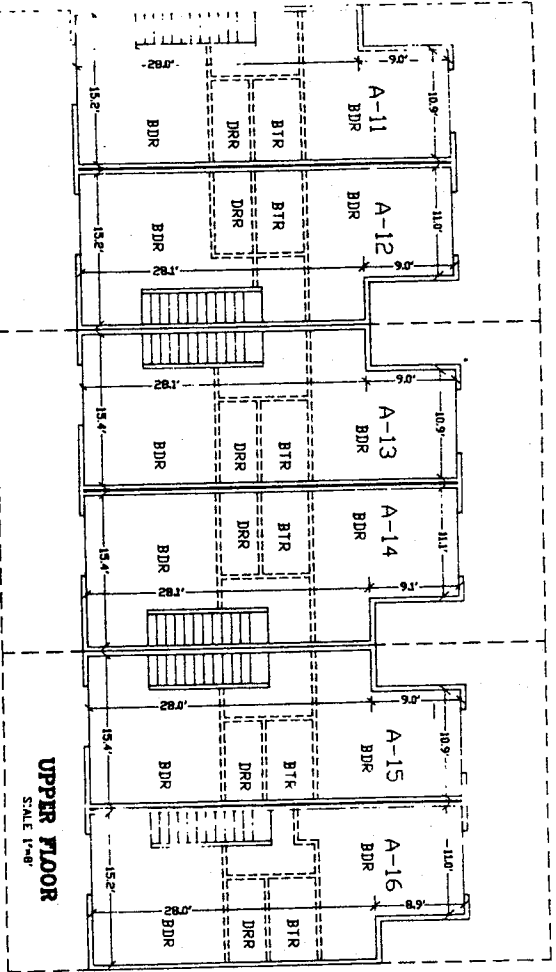 28.0'
9.0'
15.2'
A-11
10.9'
BDR
DRR
BTR
BDR
15.2'
A-12
11.0'
BDR
DRR
BTR
BDR
28.1'
9.0'
28.1'
9.0'
15.4'
A-13
10.9'
BDR
DRR
BTR
BDR
15.4'
A-14
11.1'
BDR
DRR
BTR
BDR
28.1'
9.1'
28.0'
9.0'
15.4'
A-15
10.9'
BDR
DRR
BTR
BDR
15.2'
A-16
11.0'
BDR
28.0'
8.9'
BDR
DRR
BTR
UPPER FLOOR
SCALE 1"=8'